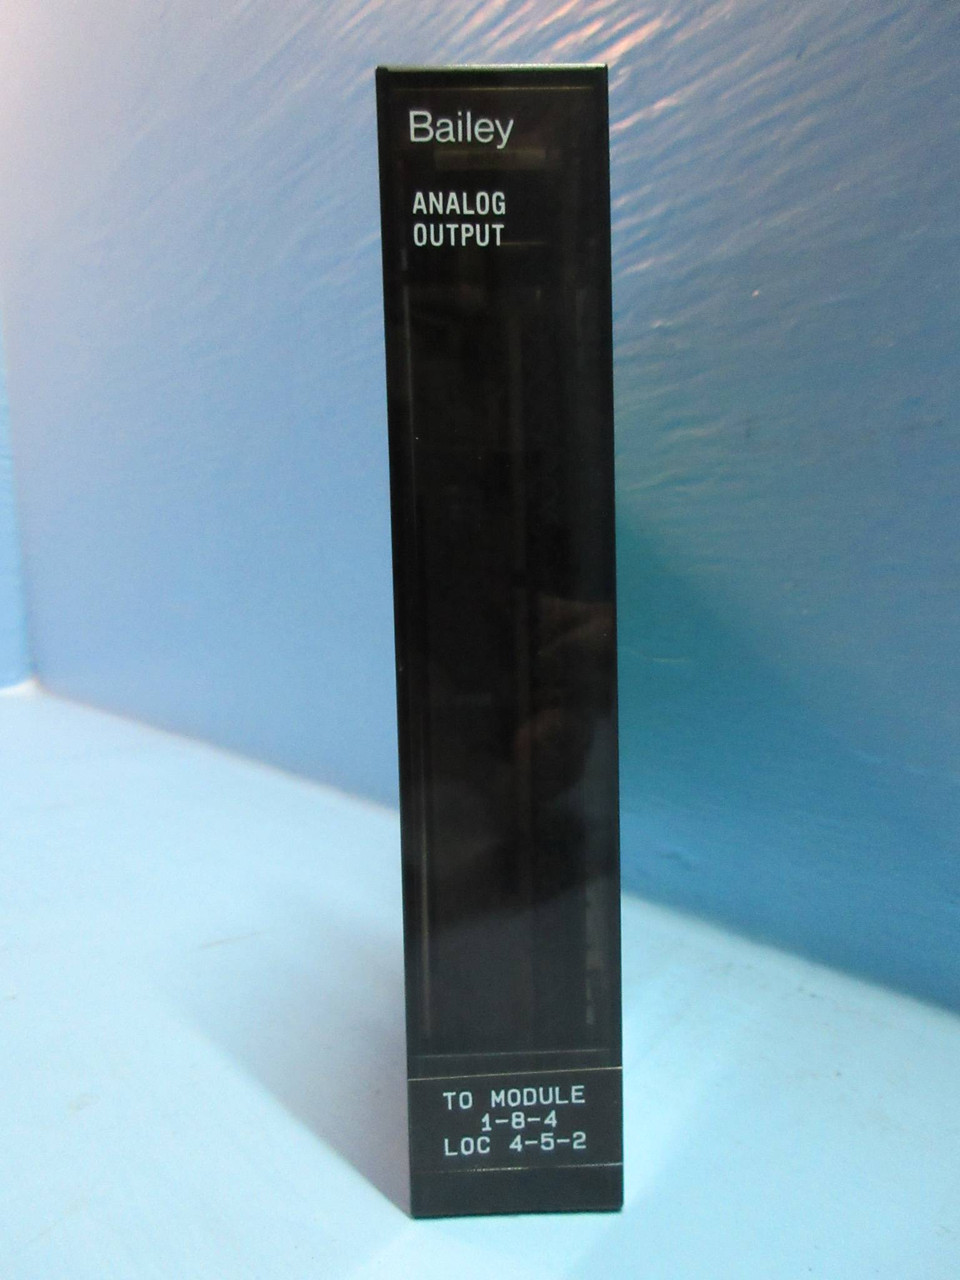 Bailey
ANALOG
OUTPUT
TO MODULE
1-8-4
LOC 4-5-2